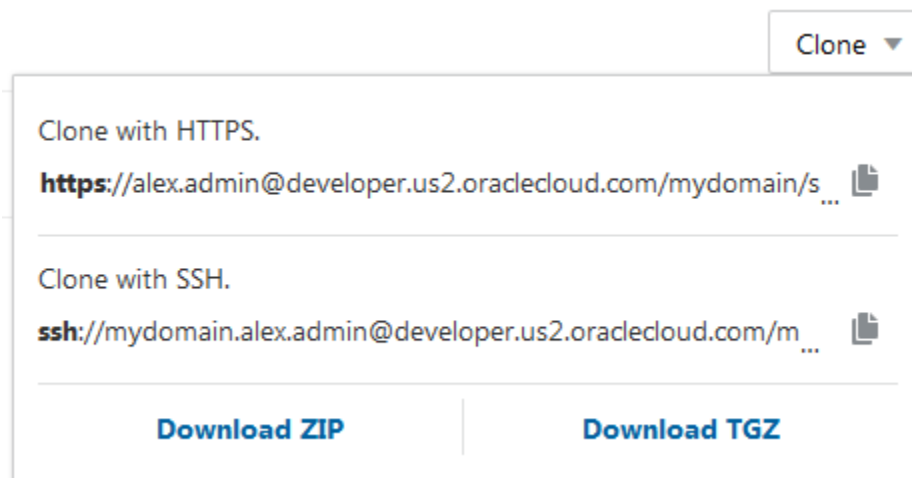 Clone
Clone with HTTPS.
https://alex.admin@developer.us2.oraclecloud.com/mydomain/s...
Clone with SSH.
ssh://mydomain.alex.admin@developer.us2.oraclecloud.com/m...
Download ZIP
Download TGZ